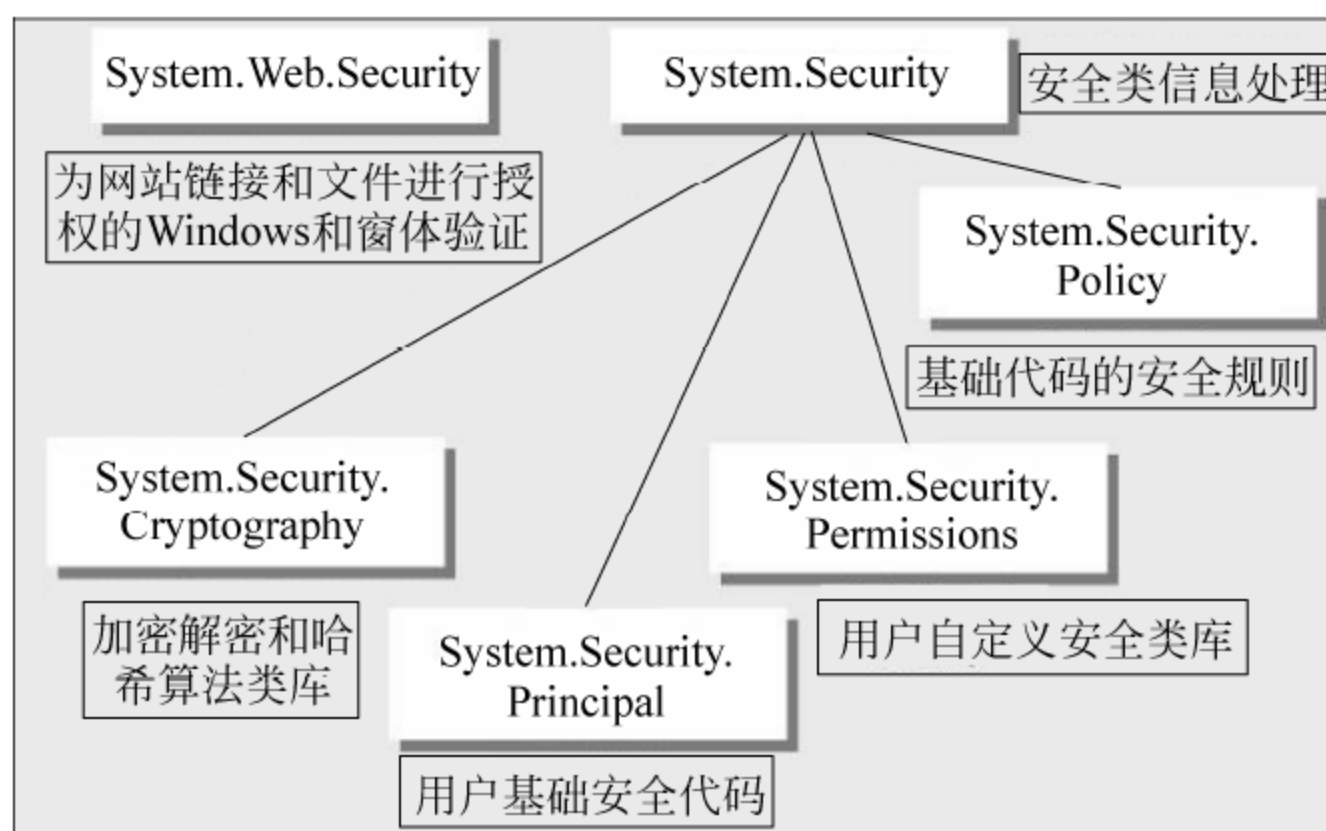 System.Web.Security
System.Security
安全类信息处理
为网站链接和文件进行授
权的Windows和窗体验证
System.Security.
Policy
基础代码的安全规则
System.Security.
Cryptography
System.Security.
Permissions
加密解密和哈
希算法类库
用户自定义安全类库
System.Security.
Principal
用户基础安全代码